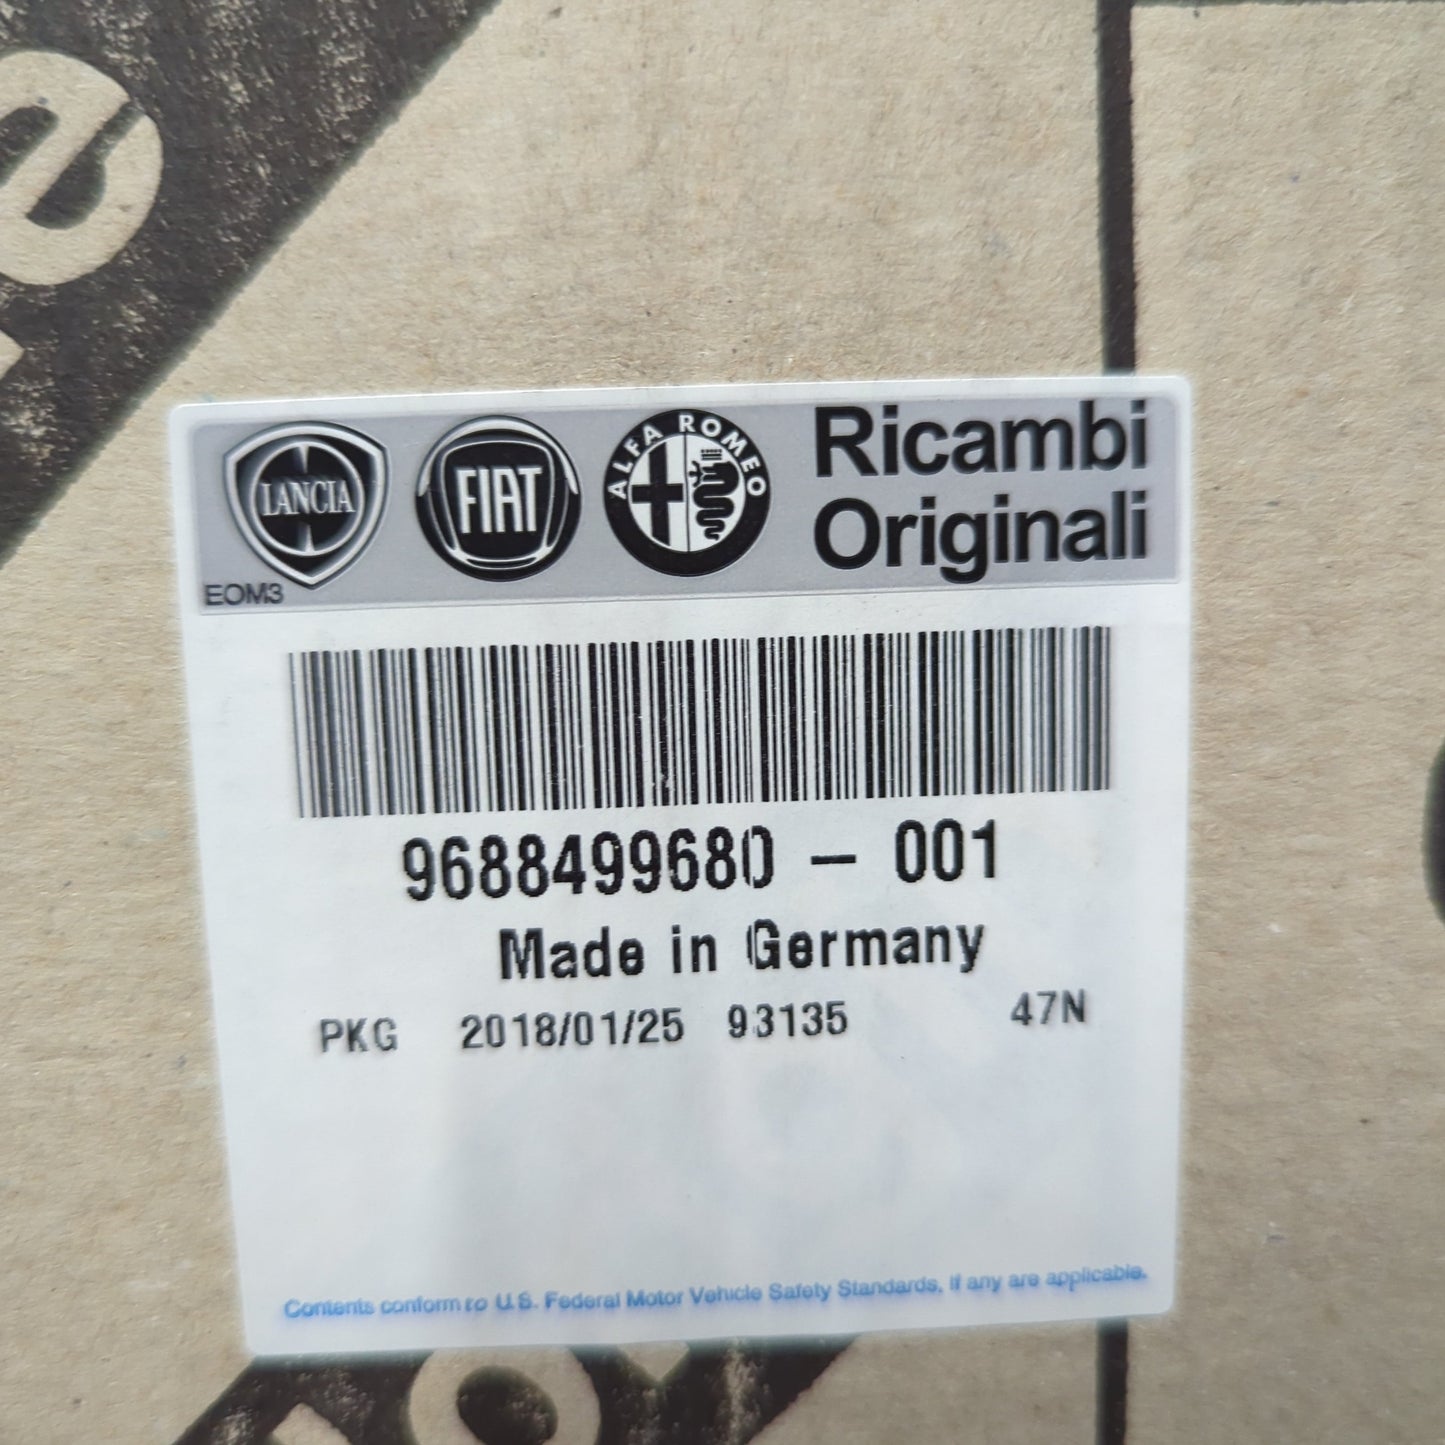 LANCIA
FIAT
ALFA ROMEO
Ricambi
Originali
EOM3
9688499680 - 001
Made in Germany
PKG 2018/01/25 93135 47N
Contents conform to U.S. Federal Motor Vehicle Safety Standards, If any are applicable.